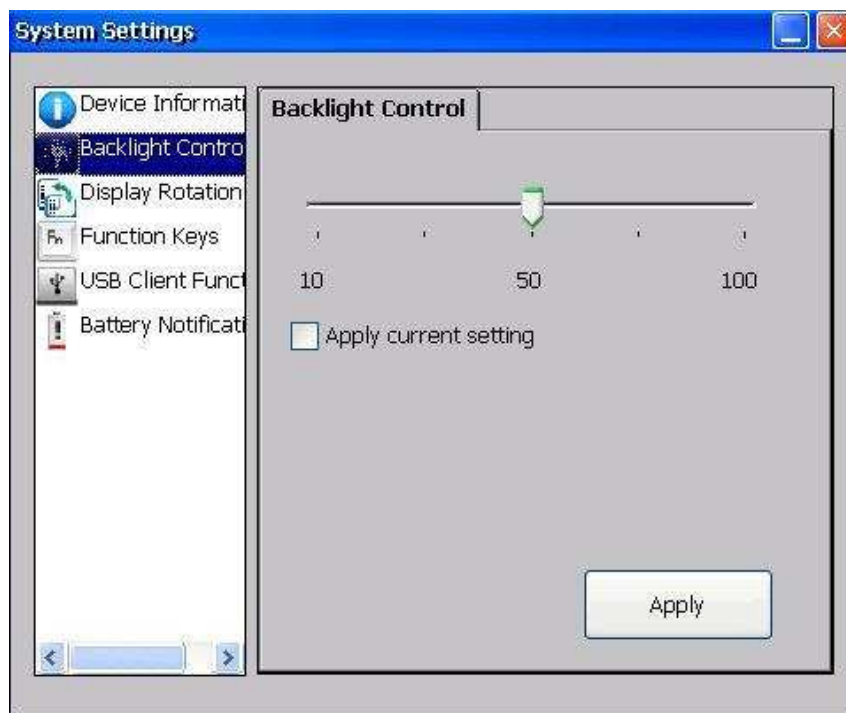 System Settings
Device Informati
Backlight Contro
Display Rotation
Fn Function Keys
USB Client Funct
Battery Notificati
Backlight Control
10 50 100
Apply current setting
Apply